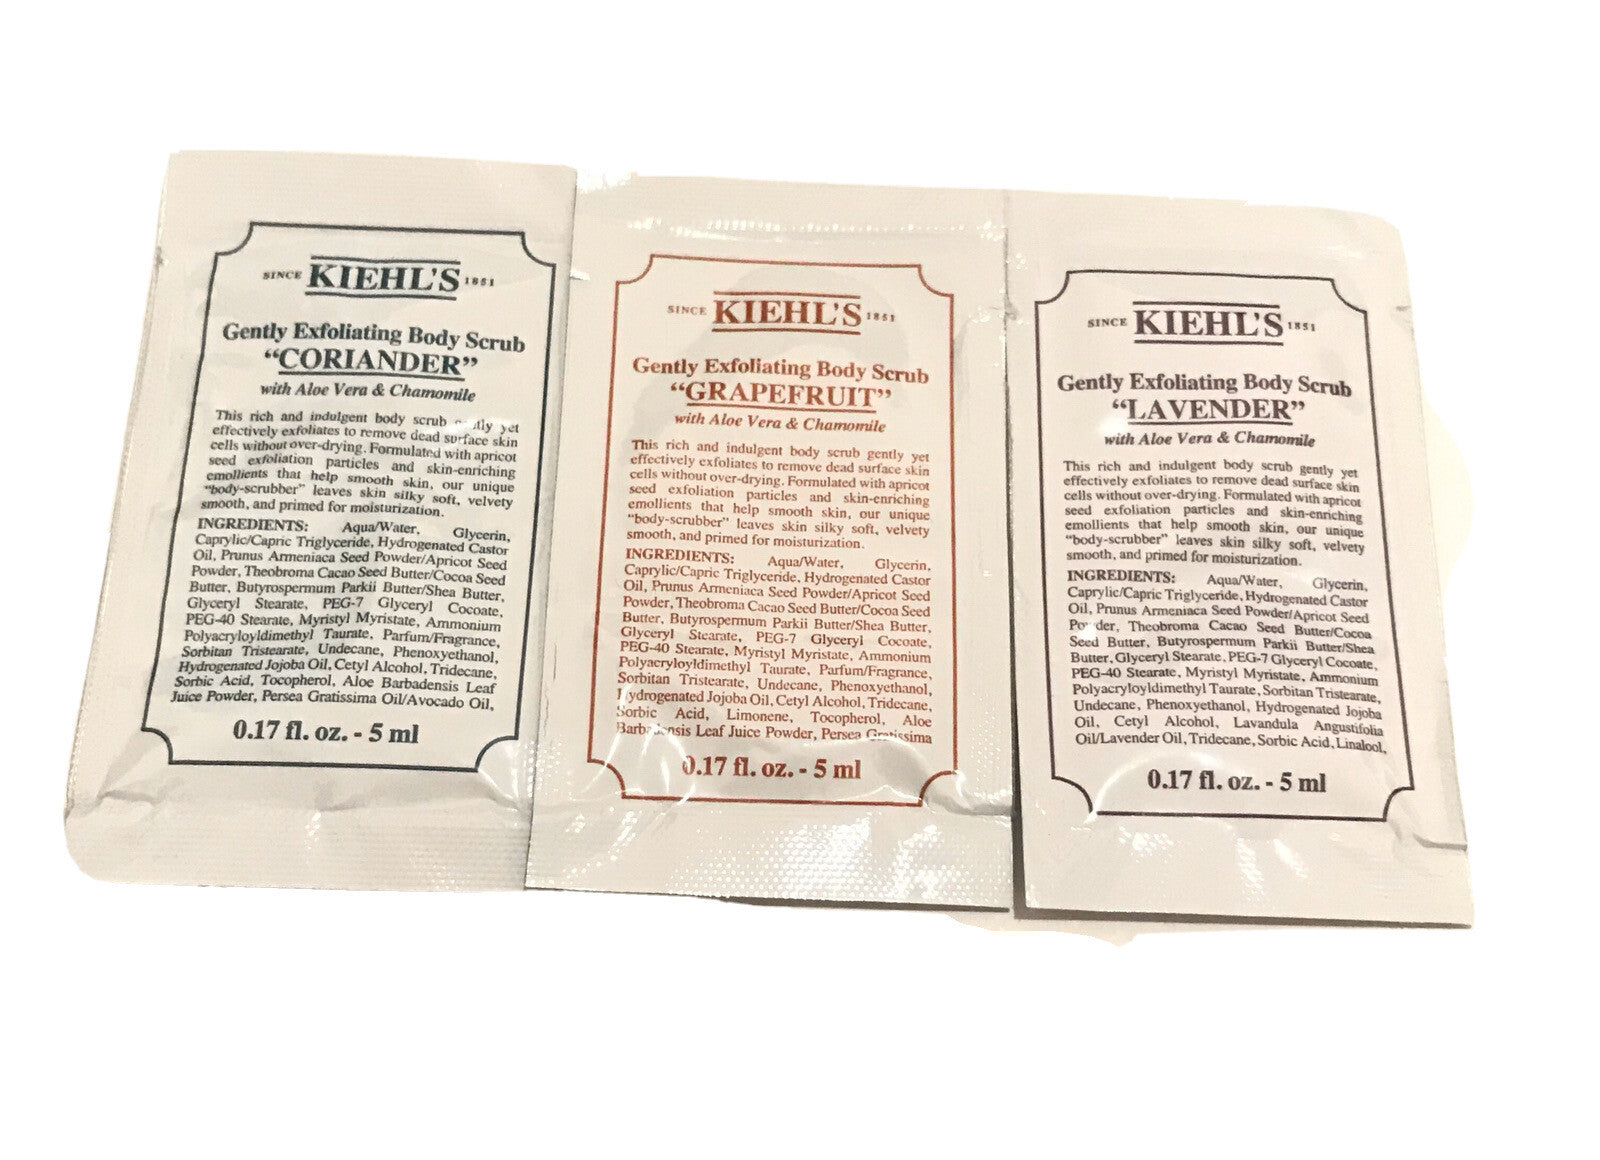 SINCE KIEHL'S 1851
Gently Exfoliating Body Scrub
“CORIANDER”
with Aloe Vera & Chamomile
This rich and indulgent body scrub yet
effectively exfoliates to remove dead surface skin
cells without over-drying. Formulated with apricot
seed exfoliation particles and skin-enriching
emollients that help smooth skin, our unique
“body-scrubber” leaves skin silky soft, velvety
smooth, and primed for moisturization.
INGREDIENTS: Aqua/Water, Glycerin,
Caprylic/Capric Triglyceride, Hydrogenated Castor
Oil, Prunus Armeniaca Seed Powder/Apricot Seed
Powder, Theobroma Cacao Seed Butter/Cocoa Seed
Butter, Butyrospermum Parkii Butter/Shea Butter,
Glyceryl Stearate, PEG-7 Glyceryl Cocoate,
PEG-40 Stearate, Myristyl Myristate, Ammonium
Polyacryloyldimethyl Taurate, Parfum/Fragrance,
Sorbitan Tristearate, Undecane, Phenoxyethanol,
Hydrogenated Jojoba Oil, Cetyl Alcohol, Tridecane,
Sorbic Acid, Tocopherol, Aloe Barbadensis Leaf
Juice Powder, Persea Gratissima Oil/Avocado Oil,
0.17 fl. oz. - 5 ml
SINCE KIEHL'S 1851
Gently Exfoliating Body Scrub
“GRAPEFRUIT”
with Aloe Vera & Chamomile
This rich and indulgent body scrub gently yet
effectively exfoliates to remove dead surface skin
cells without over-drying. Formulated with apricot
seed exfoliation particles and skin-enriching
emollients that help smooth skin, our unique
“body-scrubber” leaves skin silky soft, velvety
smooth, and primed for moisturization.
INGREDIENTS: Aqua/Water, Glycerin,
Caprylic/Capric Triglyceride, Hydrogenated Castor
Oil, Prunus Armeniaca Seed Powder/Apricot Seed
Powder, Theobroma Cacao Seed Butter/Cocoa Seed
Butter, Butyrospermum Parkii Butter/Shea Butter,
Glyceryl Stearate, PEG-7 Glyceryl Cocoate,
PEG-40 Stearate, Myristyl Myristate, Ammonium
Polyacryloyldimethyl Taurate, Parfum/Fragrance,
Sorbitan Tristearate, Undecane, Phenoxyethanol,
Hydrogenated Jojoba Oil, Cetyl Alcohol, Tridecane,
Sorbic Acid, Limonene, Tocopherol, Aloe
Barbadensis Leaf Juice Powder, Persea Gratissima
0.17 fl. oz. - 5 ml
SINCE KIEHL'S 1851
Gently Exfoliating Body Scrub
“LAVENDER”
with Aloe Vera & Chamomile
This rich and indulgent body scrub gently yet
effectively exfoliates to remove dead surface skin
cells without over-drying. Formulated with apricot
seed exfoliation particles and skin-enriching
emollients that help smooth skin, our unique
“body-scrubber” leaves skin silky soft, velvety
smooth, and primed for moisturization.
INGREDIENTS: Aqua/Water, Glycerin,
Caprylic/Capric Triglyceride, Hydrogenated Castor
Oil, Prunus Armeniaca Seed Powder/Apricot Seed
Powder, Theobroma Cacao Seed Butter/Cocoa
Seed Butter, Butyrospermum Parkii Butter/Shea
Butter, Glyceryl Stearate, PEG-7 Glyceryl Cocoate,
PEG-40 Stearate, Myristyl Myristate, Ammonium
Polyacryloyldimethyl Taurate, Sorbitan Tristearate,
Undecane, Phenoxyethanol, Hydrogenated Jojoba
Oil, Cetyl Alcohol, Lavandula Angustifolia
Oil/Lavender Oil, Tridecane, Sorbic Acid, Linalool,
0.17 fl. oz. - 5 ml